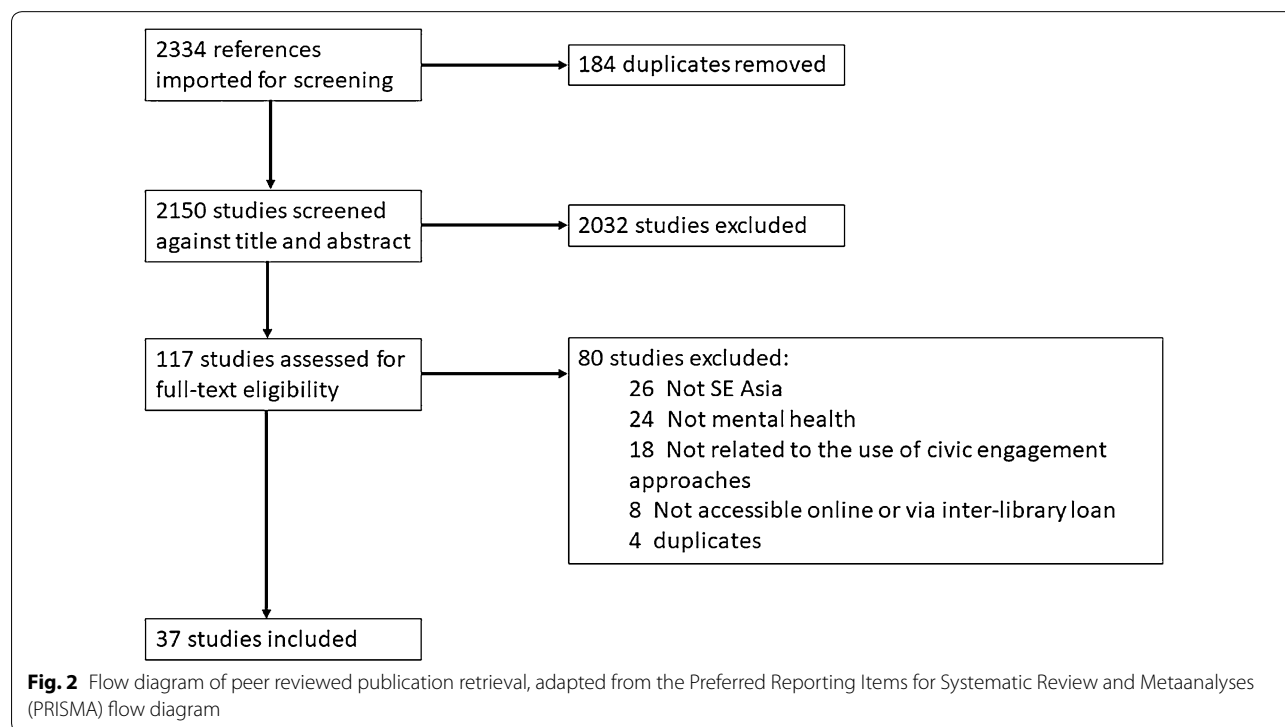 2334 references
imported for screening
184 duplicates removed
2150 studies screened
against title and abstract
2032 studies excluded
117 studies assessed for
full-text eligibility
80 studies excluded:
26 Not SE Asia
24 Not mental health
18 Not related to the use of civic engagement
approaches
8 Not accessible online or via inter-library loan
4 duplicates
37 studies included
Fig. 2 Flow diagram of peer reviewed publication retrieval, adapted from the Preferred Reporting Items for Systematic Review and Metaanalyses
(PRISMA) flow diagram